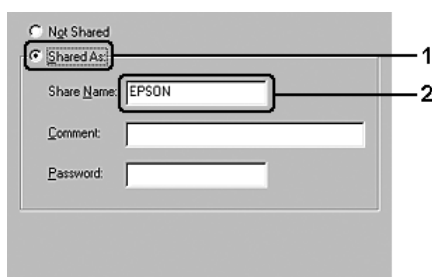 Not Shared
Shared As: 1
Share Name: EPSON 2
Comment:
Password: